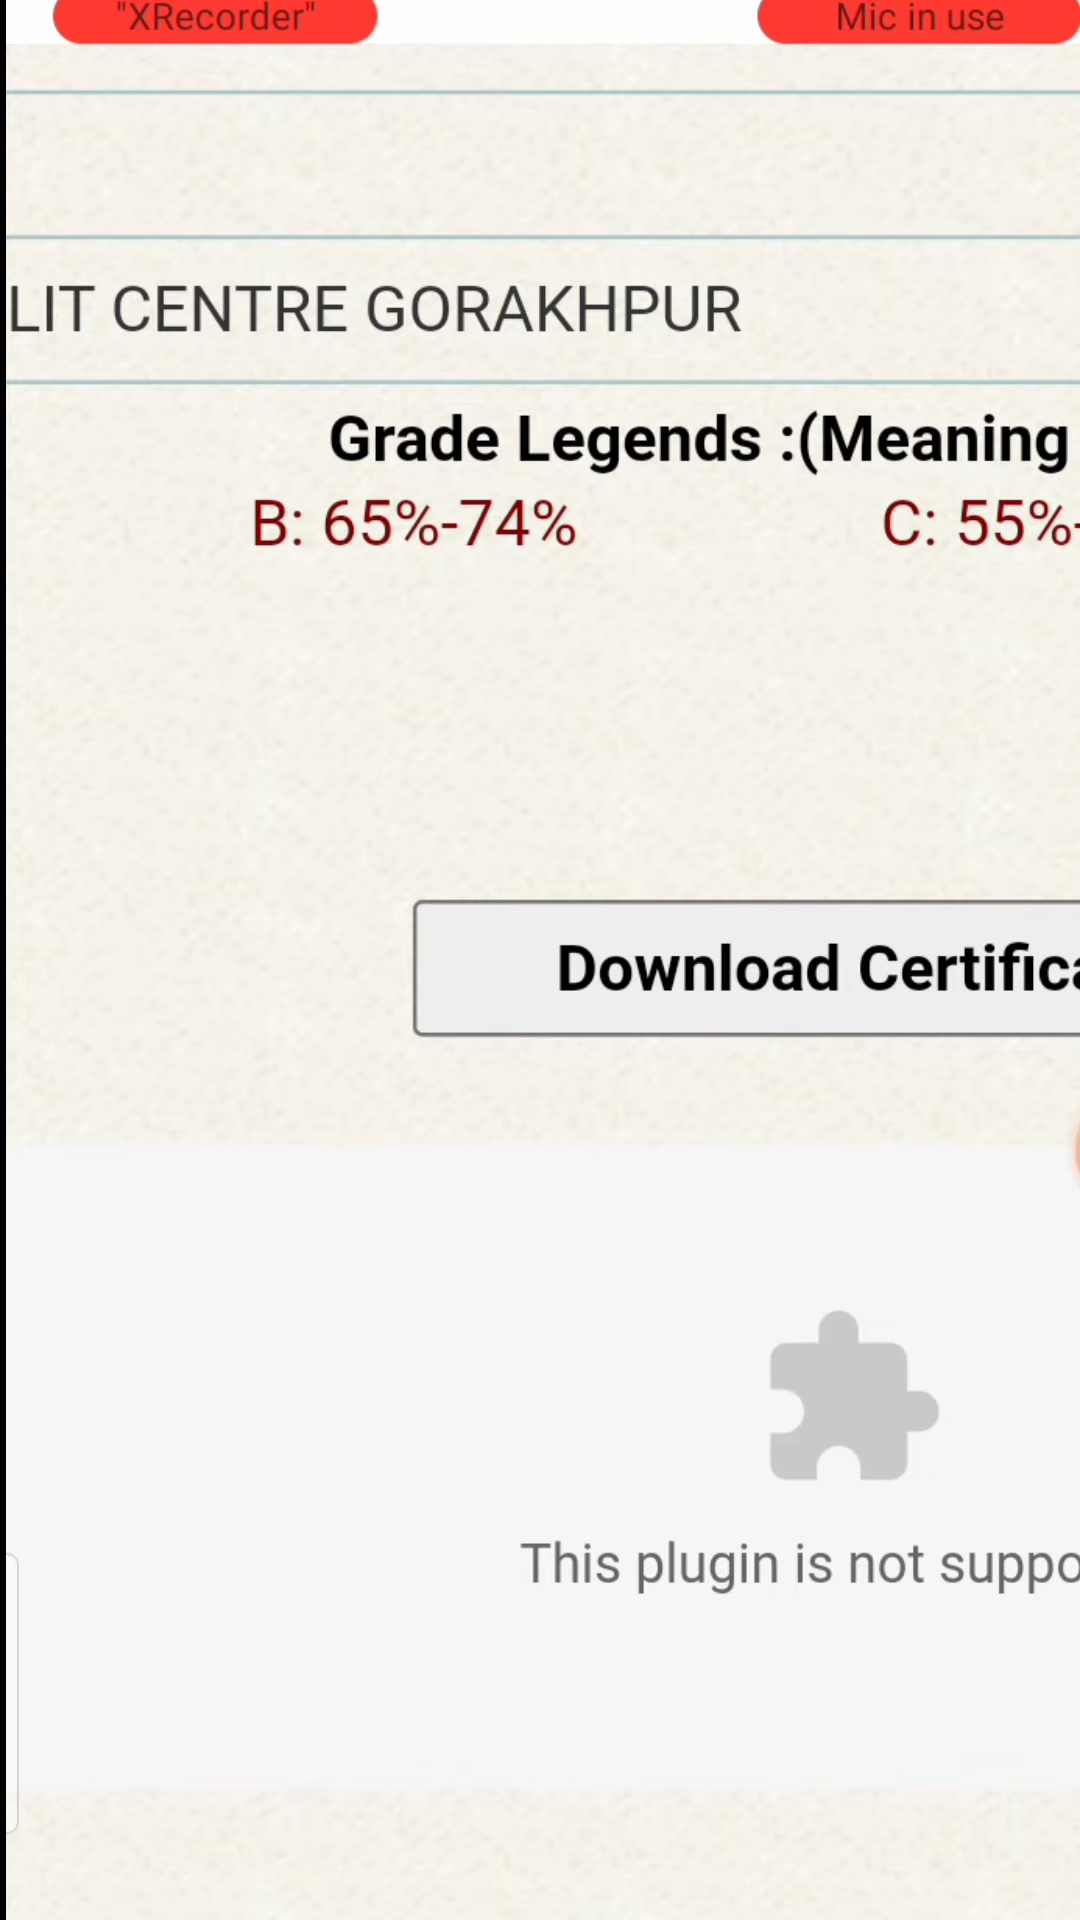 "XRecorder" Mic in use
LIT CENTRE GORAKHPUR
Grade Legends :(Meaning
B: 65%-74% C: 55%-
Download Certifica
This plugin is not suppo